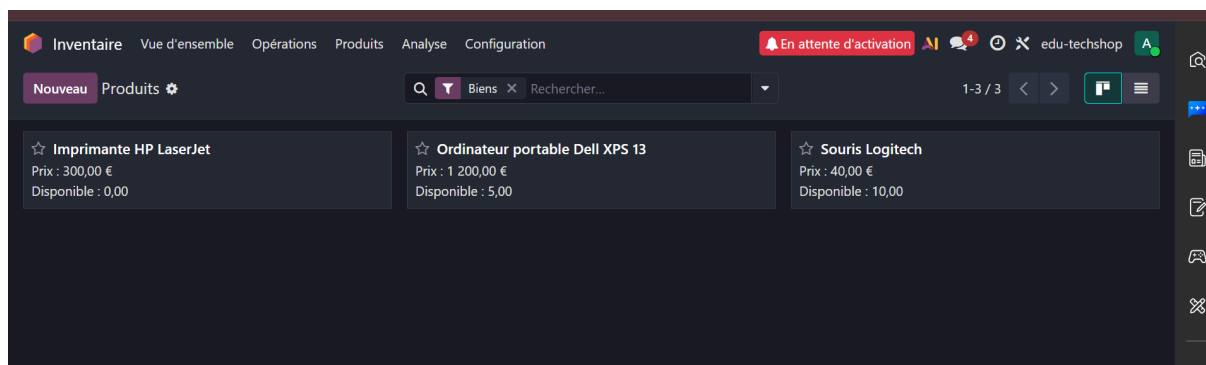 Inventaire Vue d'ensemble Opérations Produits Analyse Configuration En attente d'activation AI 4 edu-techshop A
Nouveau Produits Biens Rechercher... 1-3 / 3
Imprimante HP LaserJet
Prix : 300,00 €
Disponible : 0,00
Ordinateur portable Dell XPS 13
Prix : 1 200,00 €
Disponible : 5,00
Souris Logitech
Prix : 40,00 €
Disponible : 10,00